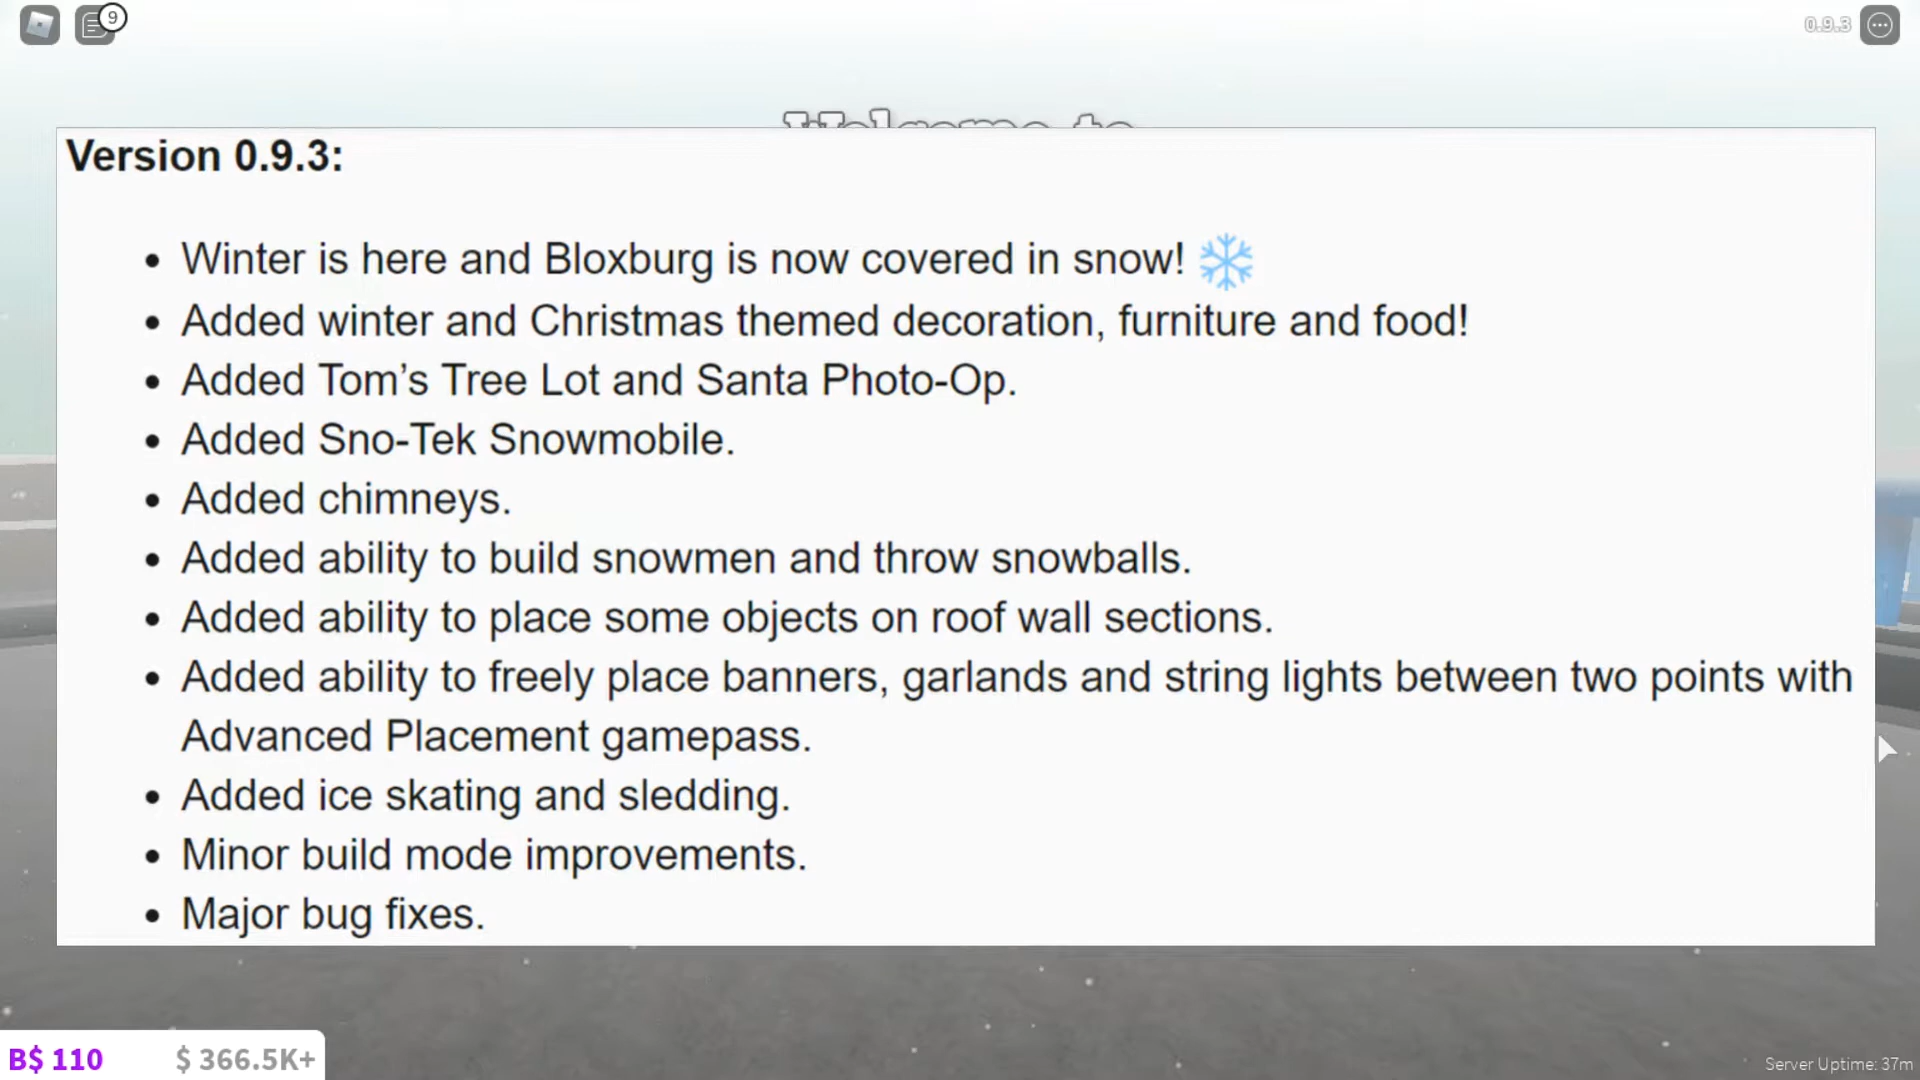 9
0.9.3
Welcome to
Version 0.9.3:
• Winter is here and Bloxburg is now covered in snow! ❄
• Added winter and Christmas themed decoration, furniture and food!
• Added Tom’s Tree Lot and Santa Photo-Op.
• Added Sno-Tek Snowmobile.
• Added chimneys.
• Added ability to build snowmen and throw snowballs.
• Added ability to place some objects on roof wall sections.
• Added ability to freely place banners, garlands and string lights between two points with
Advanced Placement gamepass.
• Added ice skating and sledding.
• Minor build mode improvements.
• Major bug fixes.
B$ 110 $ 366.5K+
Server Uptime: 37m